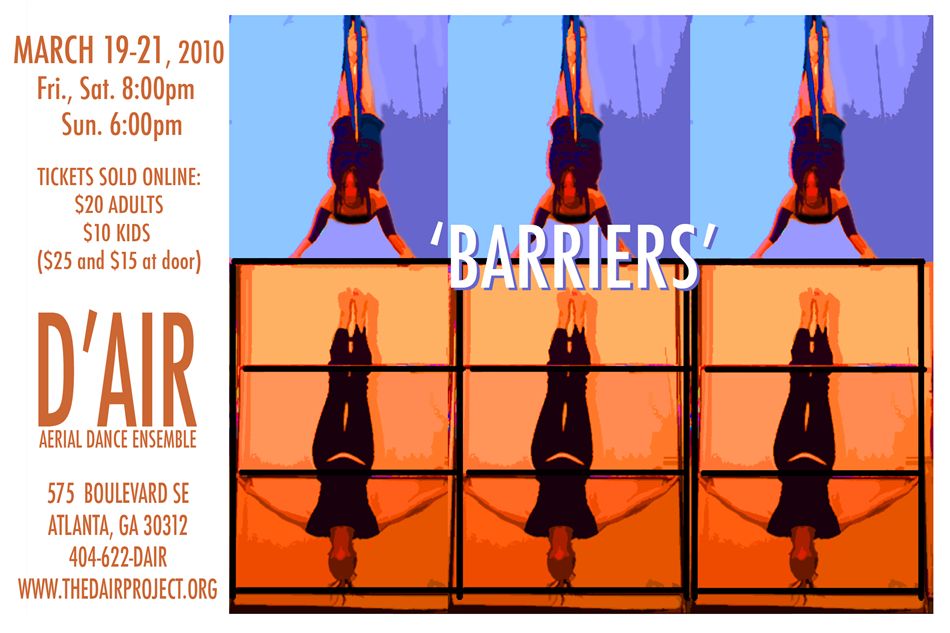 MARCH 19-21, 2010
Fri., Sat. 8:00pm
Sun. 6:00pm
TICKETS SOLD ONLINE:
$20 ADULTS
$10 KIDS
($25 and $15 at door)
D'AIR
AERIAL DANCE ENSEMBLE
575 BOULEVARD SE
ATLANTA, GA 30312
404-622-DAIR
WWW.THEDAIRPROJECT.ORG
‘BARRIERS’